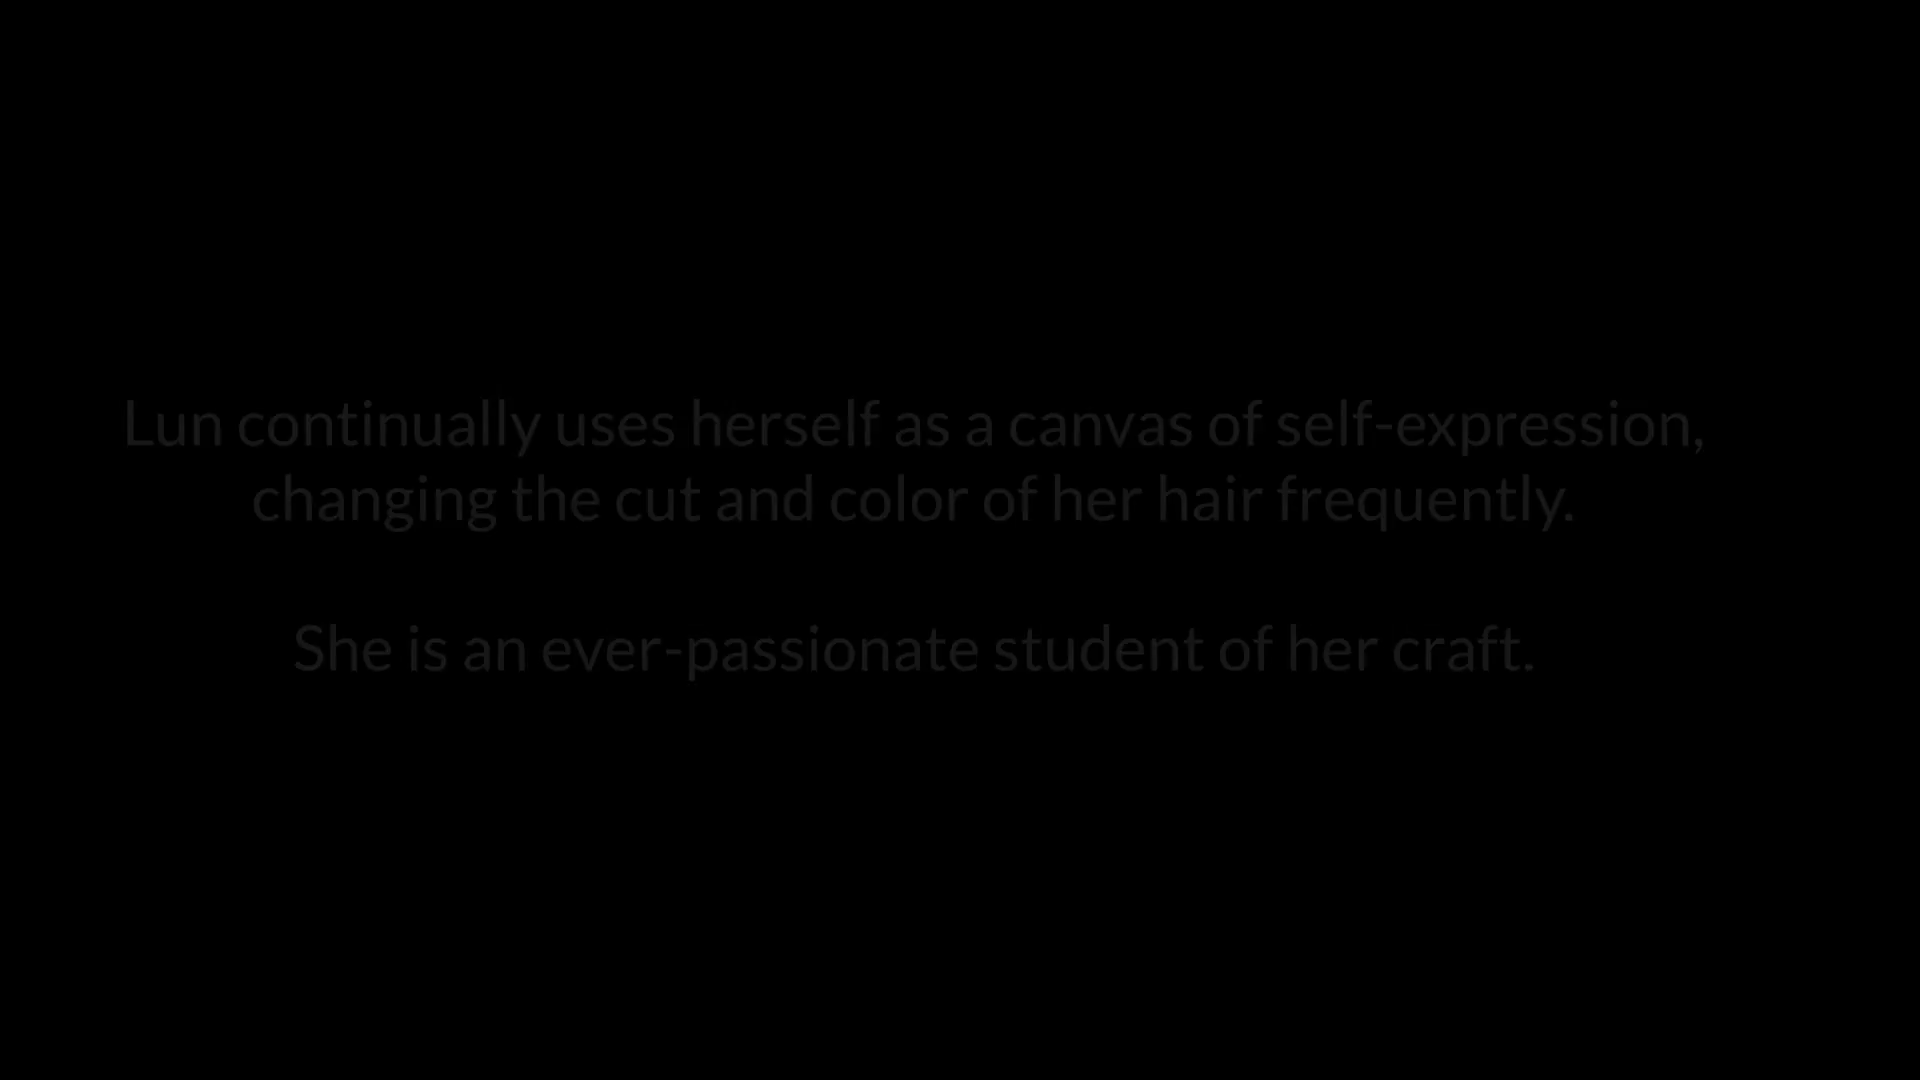 Lun continually uses herself as a canvas of self-expression,
changing the cut and color of her hair frequently.
She is an ever-passionate student of her craft.